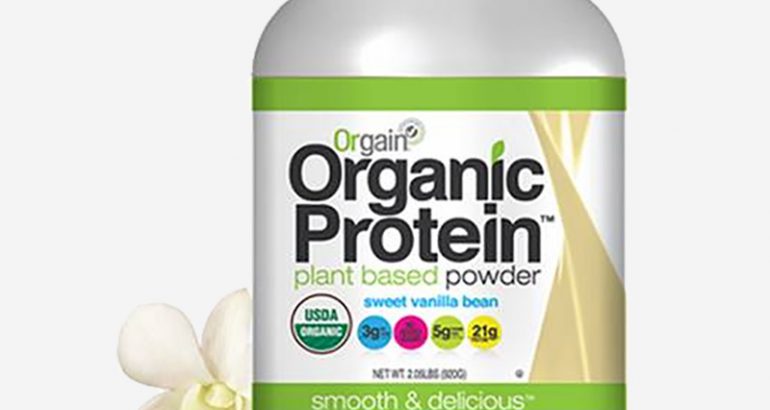 Orgain
Organic
Protein™
plant based powder
sweet vanilla bean
USDA
ORGANIC
3g
5g
21g
NET WT. 2.03LBS (920G)
smooth & delicious™